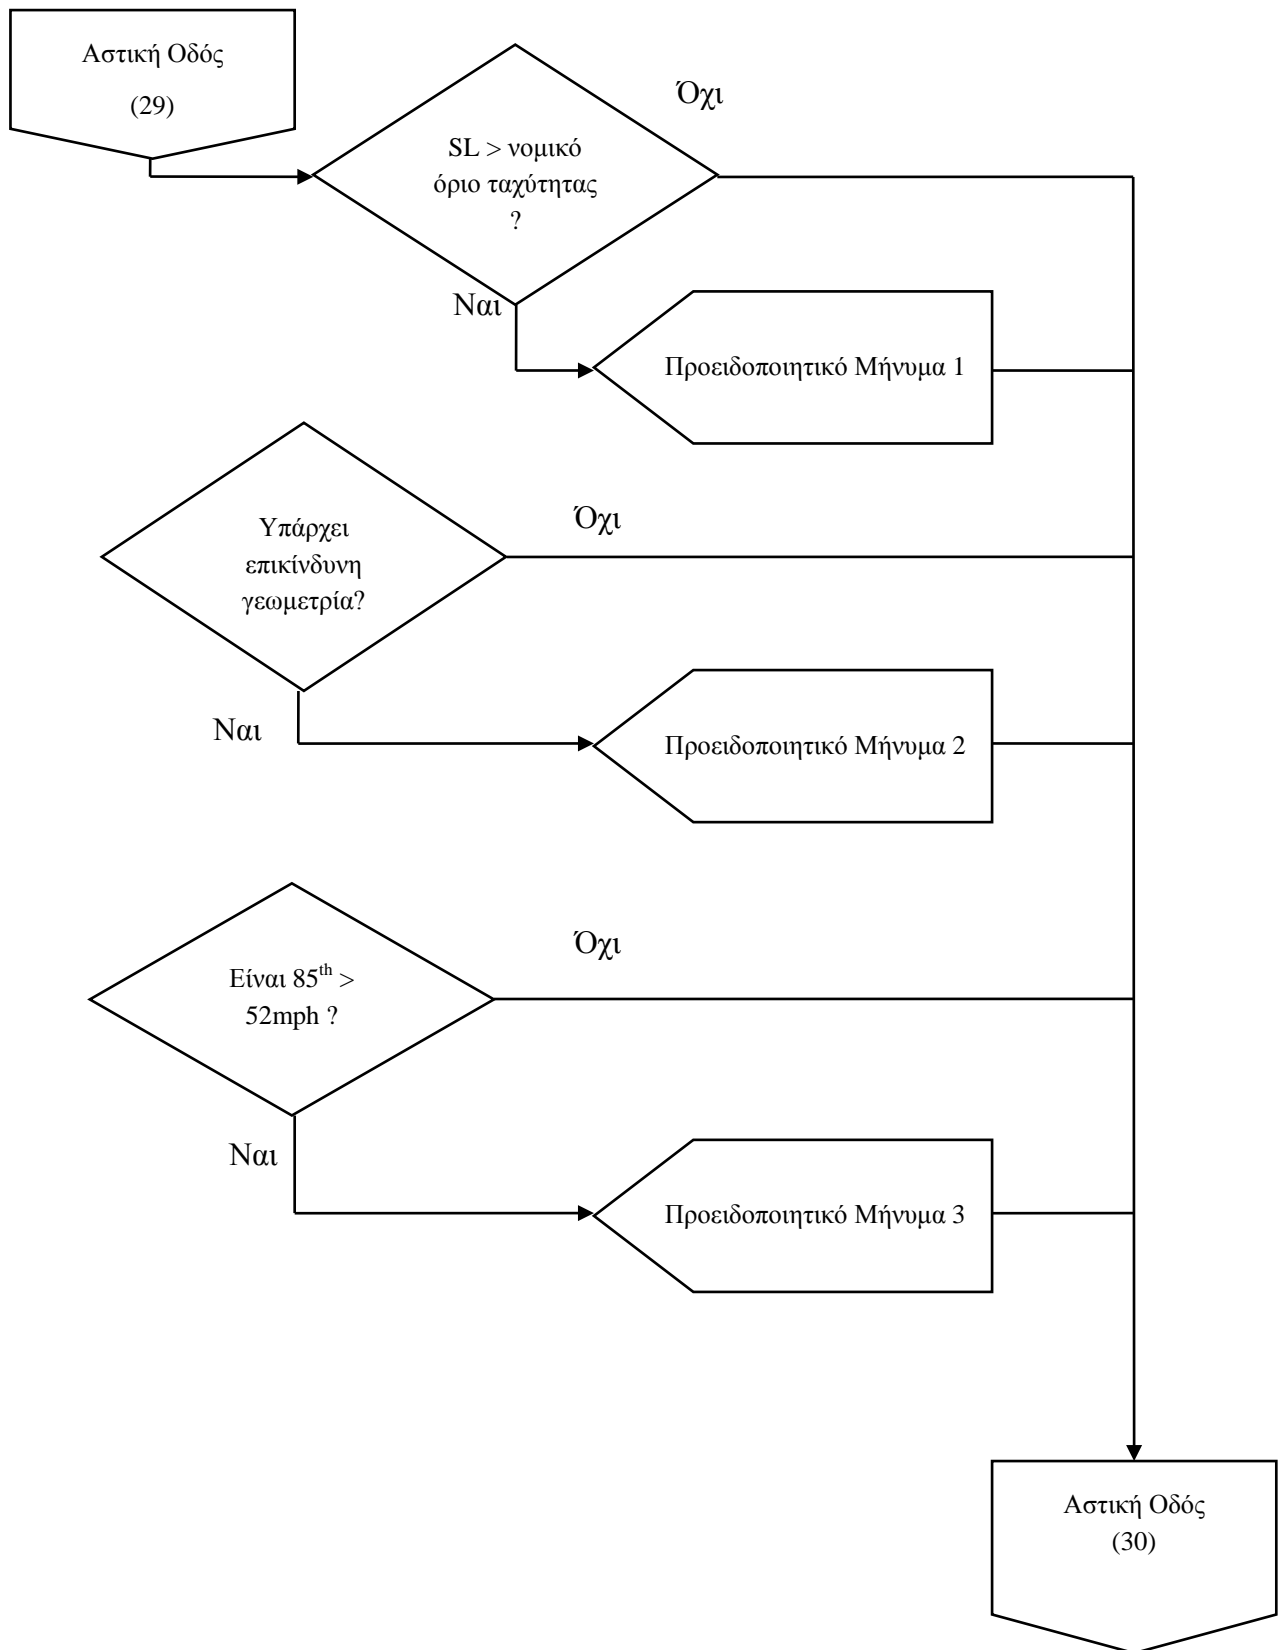 Αστική Οδός
(29)
Όχι
SL > νομικό
όριο ταχύτητας
?
Ναι
Προειδοποιητικό Μήνυμα 1
Υπάρχει
επικίνδυνη
γεωμετρία?
Όχι
Ναι
Προειδοποιητικό Μήνυμα 2
Είναι 85th >
52mph ?
Όχι
Ναι
Προειδοποιητικό Μήνυμα 3
Αστική Οδός
(30)